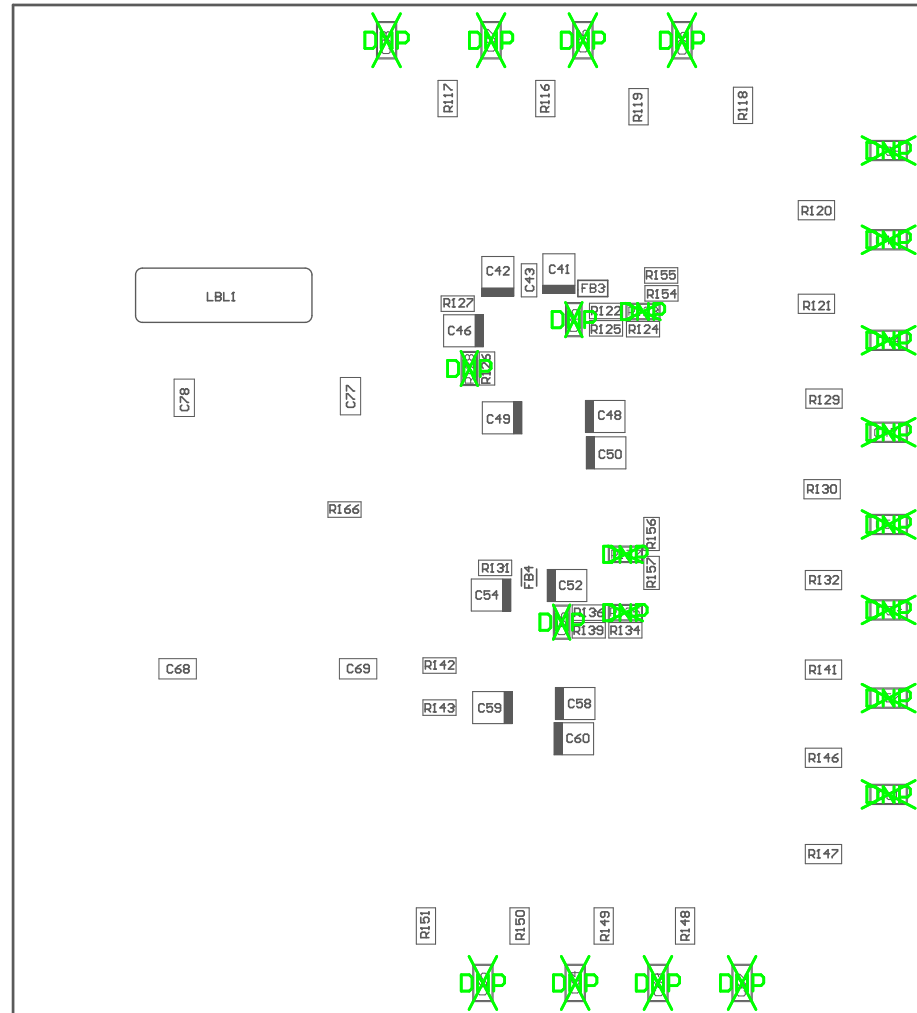 DNP DNP DNP DNP
R117 R116 R119 R118
DNP
R120
DNP
C42 C43 C41 R155
FB3 R154
LBL1
R127 R122 DNP
R121
DNP
C46 R125 R124
DNP
DNP R126
C78 C77 R129
C49 C48
DNP
C50
R130
R166
DNP R156
DNP
R131 FB4 R157
R132
C54 C52
DNP
R136 DNP
DNP R139 R134
C68 C69 R142 R141
DNP
R143 C59 C58
C60
R146
DNP
R147
R151 R150 R149 R148
DNP DNP DNP DNP